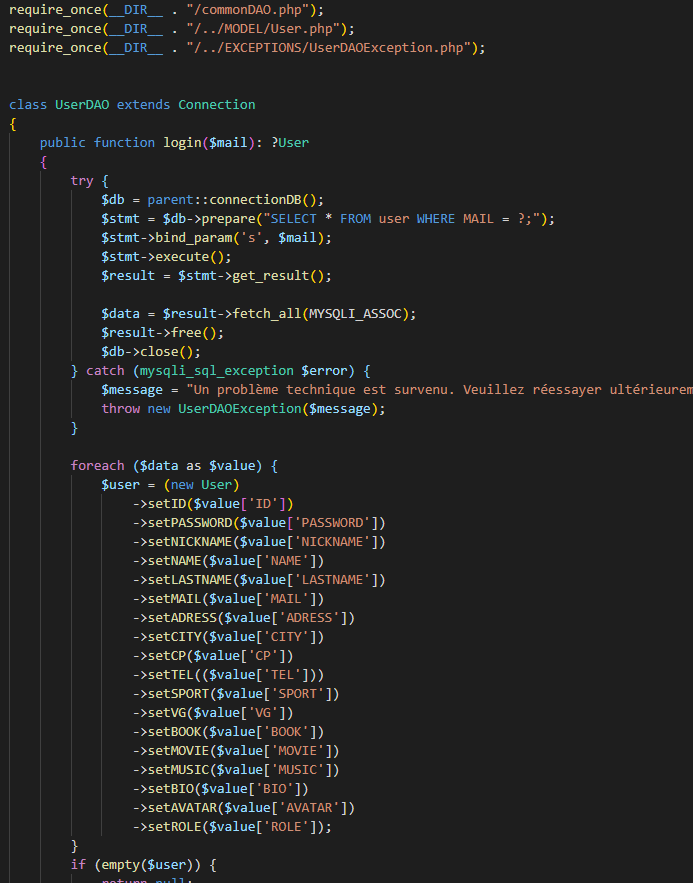 require_once(__DIR__ . "/commonDAO.php");
require_once(__DIR__ . "/../MODEL/User.php");
require_once(__DIR__ . "/../EXCEPTIONS/UserDAOException.php");
class UserDAO extends Connection
{
public function login($mail): ?User
{
try {
$db = parent::connectionDB();
$stmt = $db->prepare("SELECT * FROM user WHERE MAIL = ?;");
$stmt->bind_param('s', $mail);
$stmt->execute();
$result = $stmt->get_result();
$data = $result->fetch_all(MYSQLI_ASSOC);
$result->free();
$db->close();
} catch (mysqli_sql_exception $error) {
$message = "Un problème technique est survenu. Veuillez réessayer ultérieurem
throw new UserDAOException($message);
}
foreach ($data as $value) {
$user = (new User)
->setID($value['ID'])
->setPASSWORD($value['PASSWORD'])
->setNICKNAME($value['NICKNAME'])
->setNAME($value['NAME'])
->setLASTNAME($value['LASTNAME'])
->setMAIL($value['MAIL'])
->setADRESS($value['ADRESS'])
->setCITY($value['CITY'])
->setCP($value['CP'])
->setTEL(($value['TEL']))
->setSPORT($value['SPORT'])
->setVG($value['VG'])
->setBOOK($value['BOOK'])
->setMOVIE($value['MOVIE'])
->setMUSIC($value['MUSIC'])
->setBIO($value['BIO'])
->setAVATAR($value['AVATAR'])
->setROLE($value['ROLE']);
}
if (empty($user)) {
return null;